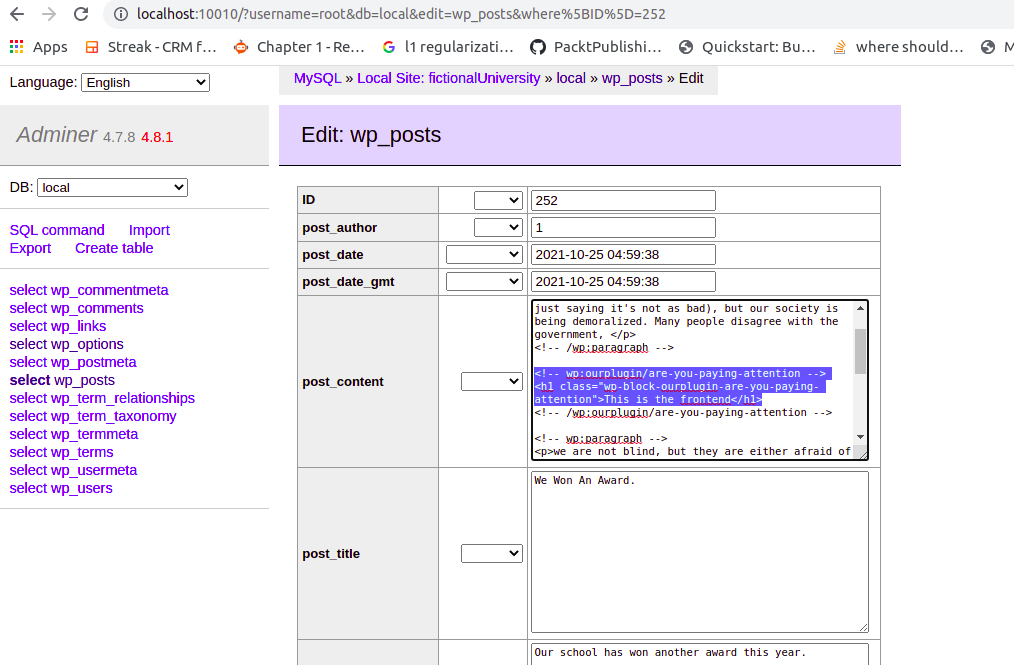 localhost:10010/?username=root&db=local&edit=wp_posts&where%5BID%5D=252
Apps Streak - CRM f… Chapter 1 - Re… l1 regularizati… PacktPublishi… Quickstart: Bu… where should… M
Language: English
MySQL » Local Site: fictionalUniversity » local » wp_posts » Edit
Adminer 4.7.8 4.8.1
Edit: wp_posts
DB: local
SQL command Import
Export Create table
select wp_commentmeta
select wp_comments
select wp_links
select wp_options
select wp_postmeta
select wp_posts
select wp_term_relationships
select wp_term_taxonomy
select wp_termmeta
select wp_terms
select wp_usermeta
select wp_users
ID 252
post_author 1
post_date 2021-10-25 04:59:38
post_date_gmt 2021-10-25 04:59:38
post_content
just saying it's not as bad), but our society is
being demoralized. Many people disagree with the
government, </p>
<!-- /wp:paragraph -->
<!-- wp:ourplugin/are-you-paying-attention -->
<h1 class="wp-block-ourplugin-are-you-paying-
attention">This is the frontend</h1>
<!-- /wp:ourplugin/are-you-paying-attention -->
<!-- wp:paragraph -->
<p>we are not blind, but they are either afraid of
post_title
We Won An Award.
Our school has won another award this year.